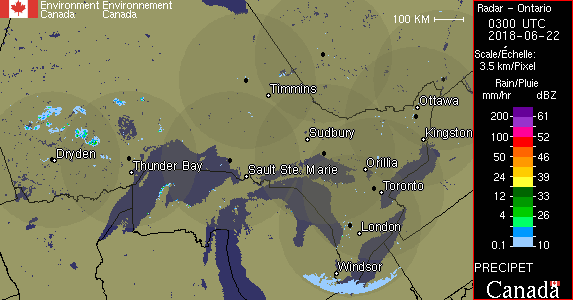 Environment Environnement
Canada Canada
100 KM
Timmins
Ottawa
Sudbury
Kingston
Dryden
Thunder Bay
Sault Ste. Marie
Orillia
Toronto
London
Windsor
Radar - Ontario
0300 UTC
2018-06-22
Scale/Échelle:
3.5 km/Pixel
Rain/Pluie
mm/hr dBZ
200 61
100 52
50 46
24 39
12 33
4 26
0.1 10
PRECIPET
Canada